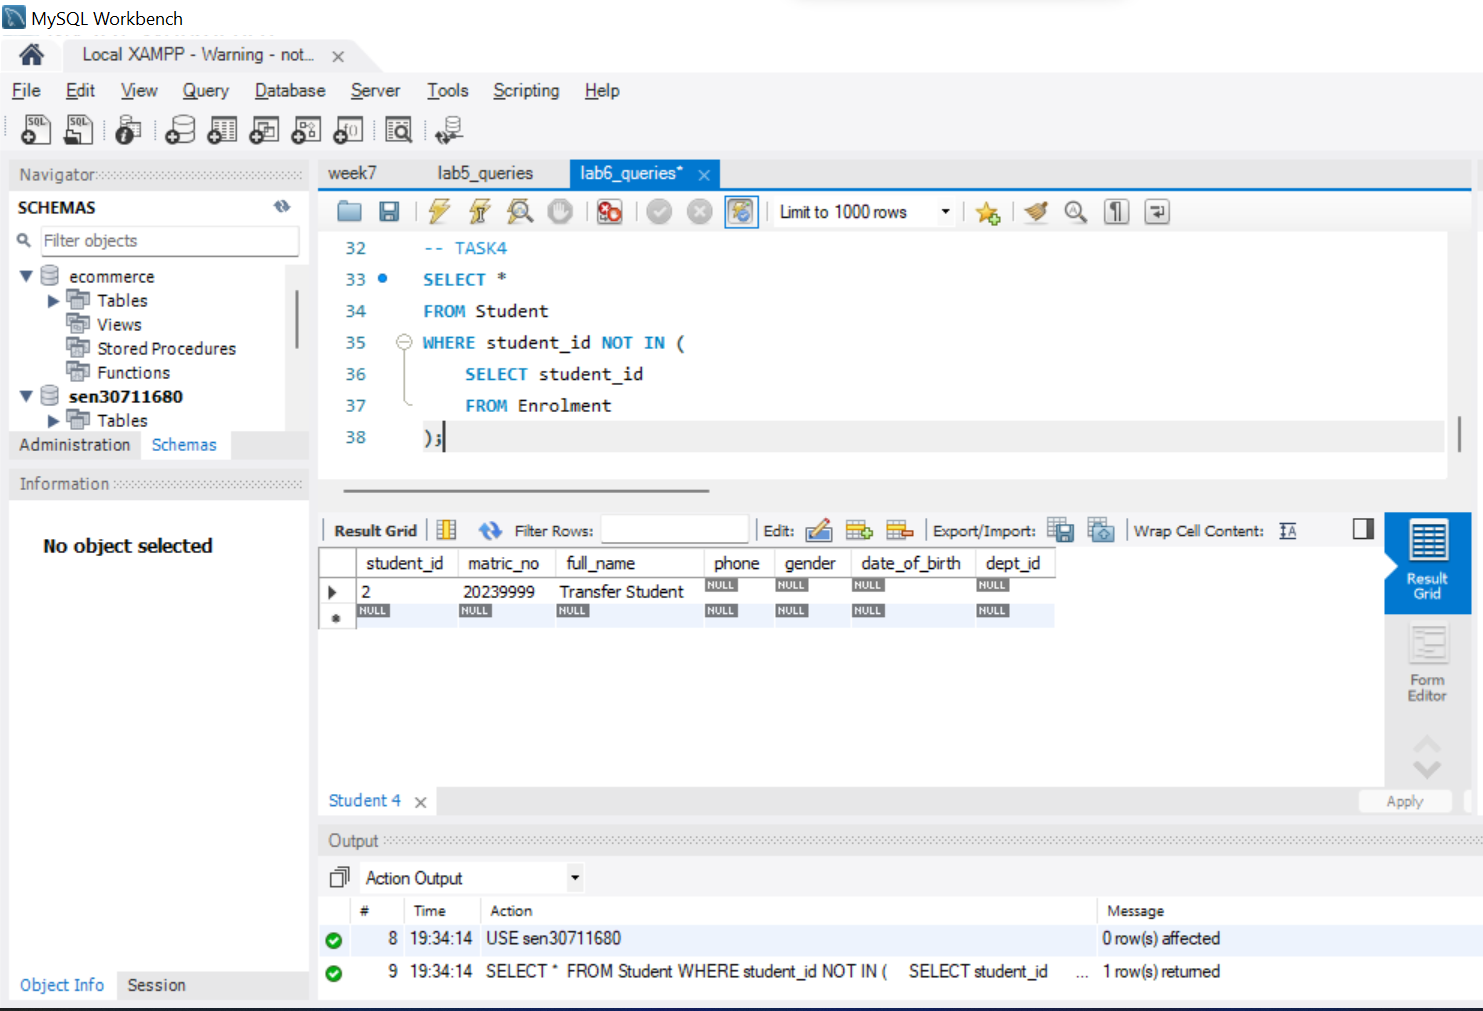 MySQL Workbench
Local XAMPP - Warning - not...
File Edit View Query Database Server Tools Scripting Help
Navigator
SCHEMAS
Filter objects
ecommerce
Tables
Views
Stored Procedures
Functions
sen30711680
Tables
Administration Schemas
Information
No object selected
Object Info Session
week7 lab5_queries lab6_queries*
Limit to 1000 rows
32 -- TASK4
33 SELECT *
34 FROM Student
35 WHERE student_id NOT IN (
36 SELECT student_id
37 FROM Enrolment
38 );
Result Grid Filter Rows: Edit: Export/Import: Wrap Cell Content:
student_id matric_no full_name phone gender date_of_birth dept_id
2 20239999 Transfer Student NULL NULL NULL NULL
NULL NULL NULL NULL NULL NULL NULL
Result
Grid
Form
Editor
Student 4
Apply
Output
Action Output
# Time Action Message
8 19:34:14 USE sen30711680 0 row(s) affected
9 19:34:14 SELECT * FROM Student WHERE student_id NOT IN ( SELECT student_id ... 1 row(s) returned